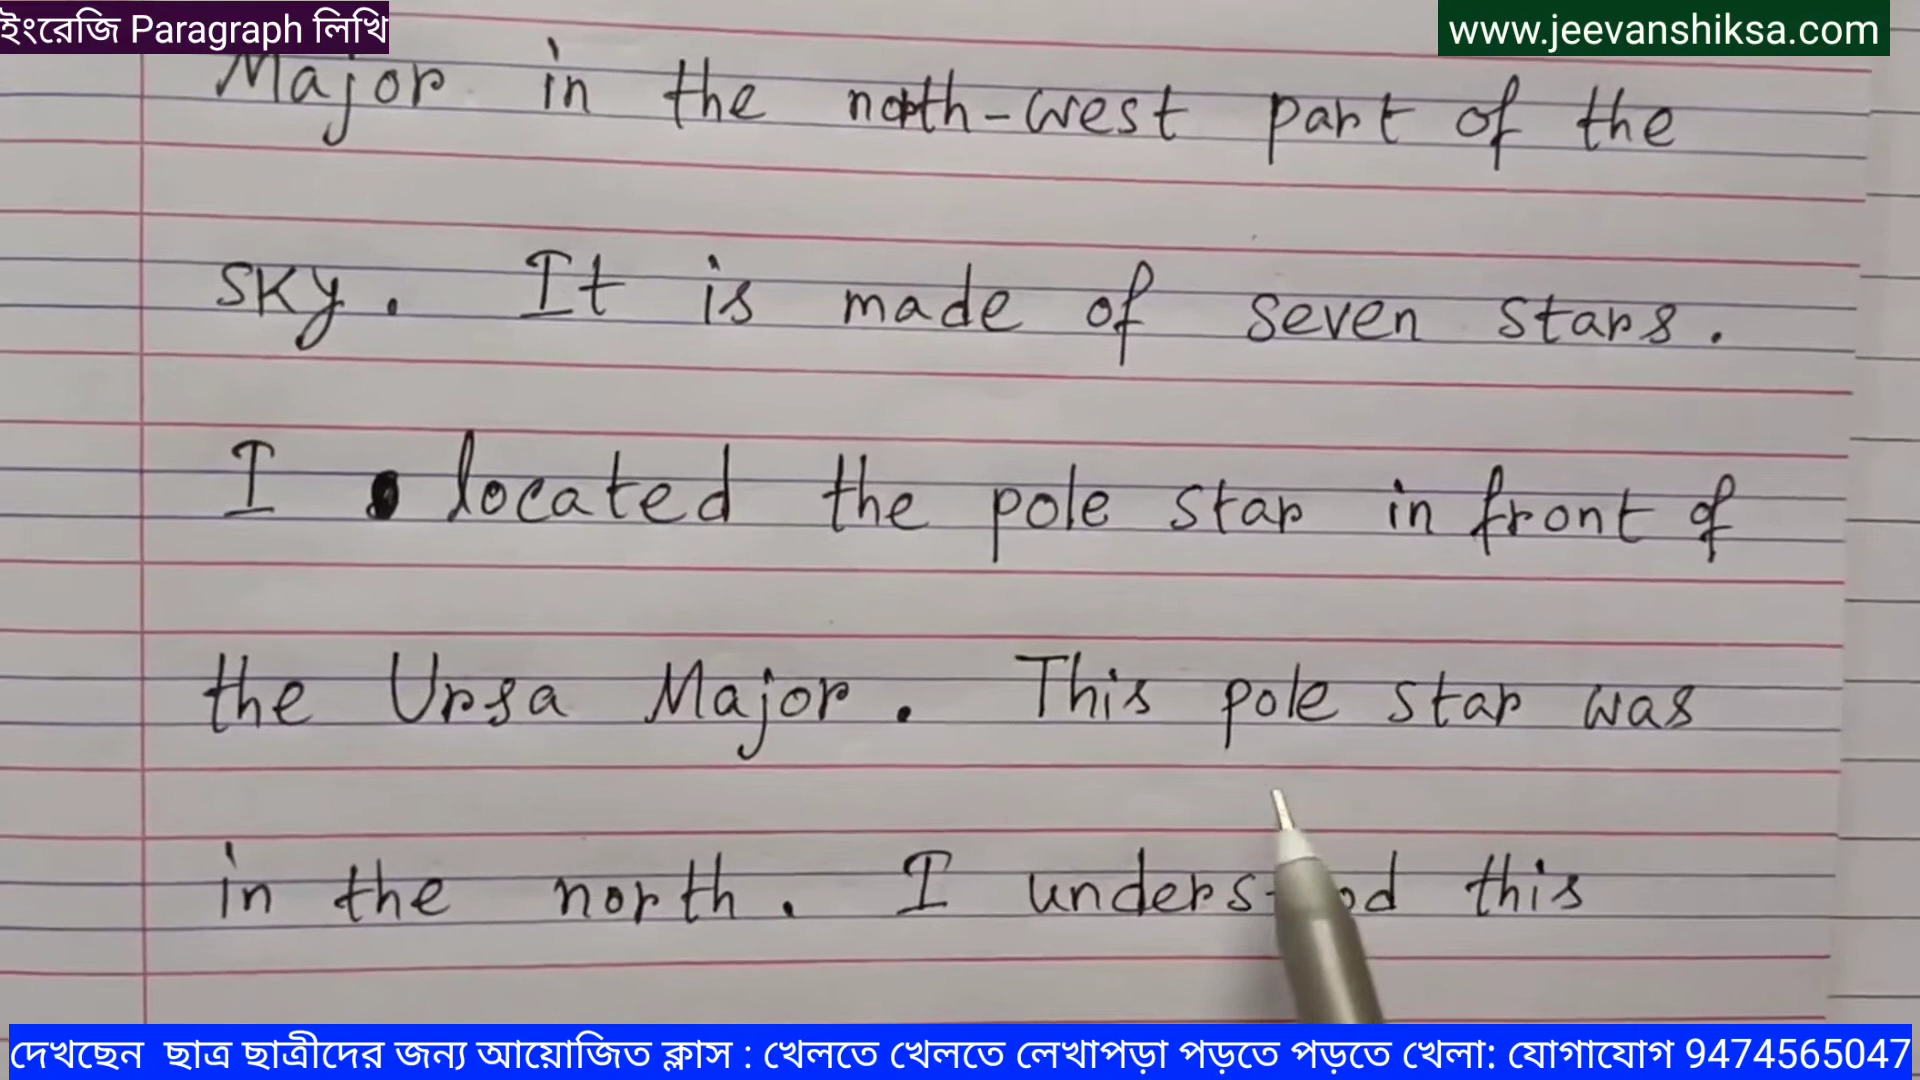 ইংরেজি Paragraph লিখি
www.jeevanshiksa.com
Major in the north-west part of the
sky. It is made of seven stars.
I located the pole star in front of
the Ursa Major. This pole star was
in the north. I this
দেখছেন ছাত্র ছাত্রীদের জন্য আয়োজিত ক্লাস : খেলতে খেলতে লেখাপড়া পড়তে পড়তে খেলা: যোগাযোগ 9474565047